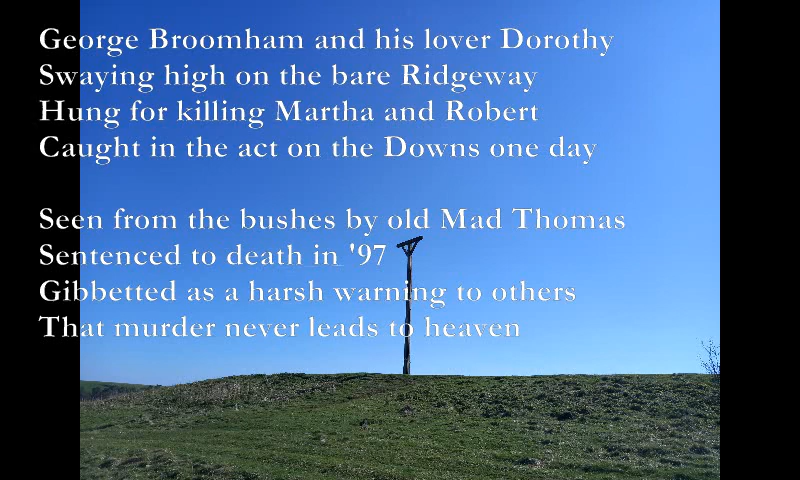 George Broomham and his lover Dorothy
Swaying high on the bare Ridgeway
Hung for killing Martha and Robert
Caught in the act on the Downs one day
Seen from the bushes by old Mad Thomas
Sentenced to death in '97
Gibbetted as a harsh warning to others
That murder never leads to heaven